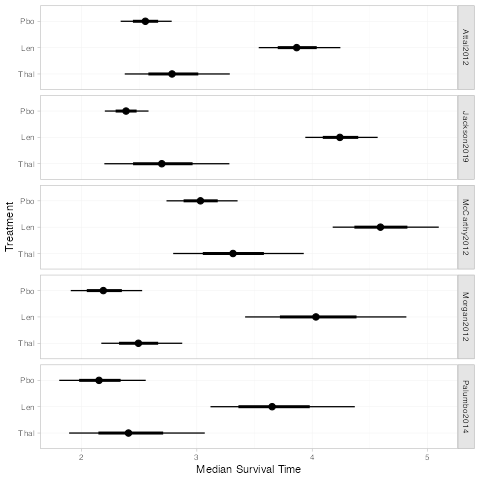 Pbo
Len
Thal
Attal2012
Pbo
Len
Thal
Jackson2019
Pbo
Len
Thal
McCarthy2012
Pbo
Len
Thal
Morgan2012
Pbo
Len
Thal
Palumbo2014
Treatment
2 3 4 5
Median Survival Time